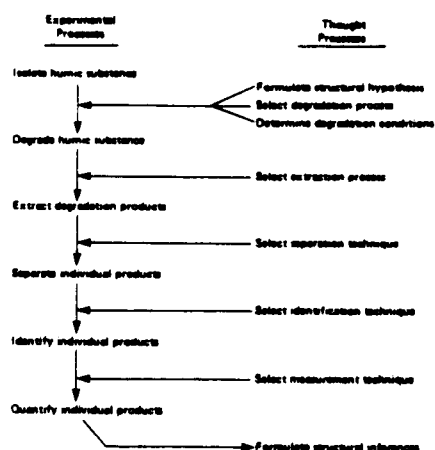 Experimental
Processes
Thought
Processes
Isolate humic substance
Formulate structural hypothesis
Select degradation process
Determine degradation conditions
Degrade humic substance
Select extraction process
Extract degradation products
Select separation technique
Separate individual products
Select identification technique
Identify individual products
Select measurement technique
Quantify individual products
Formulate structural inferences